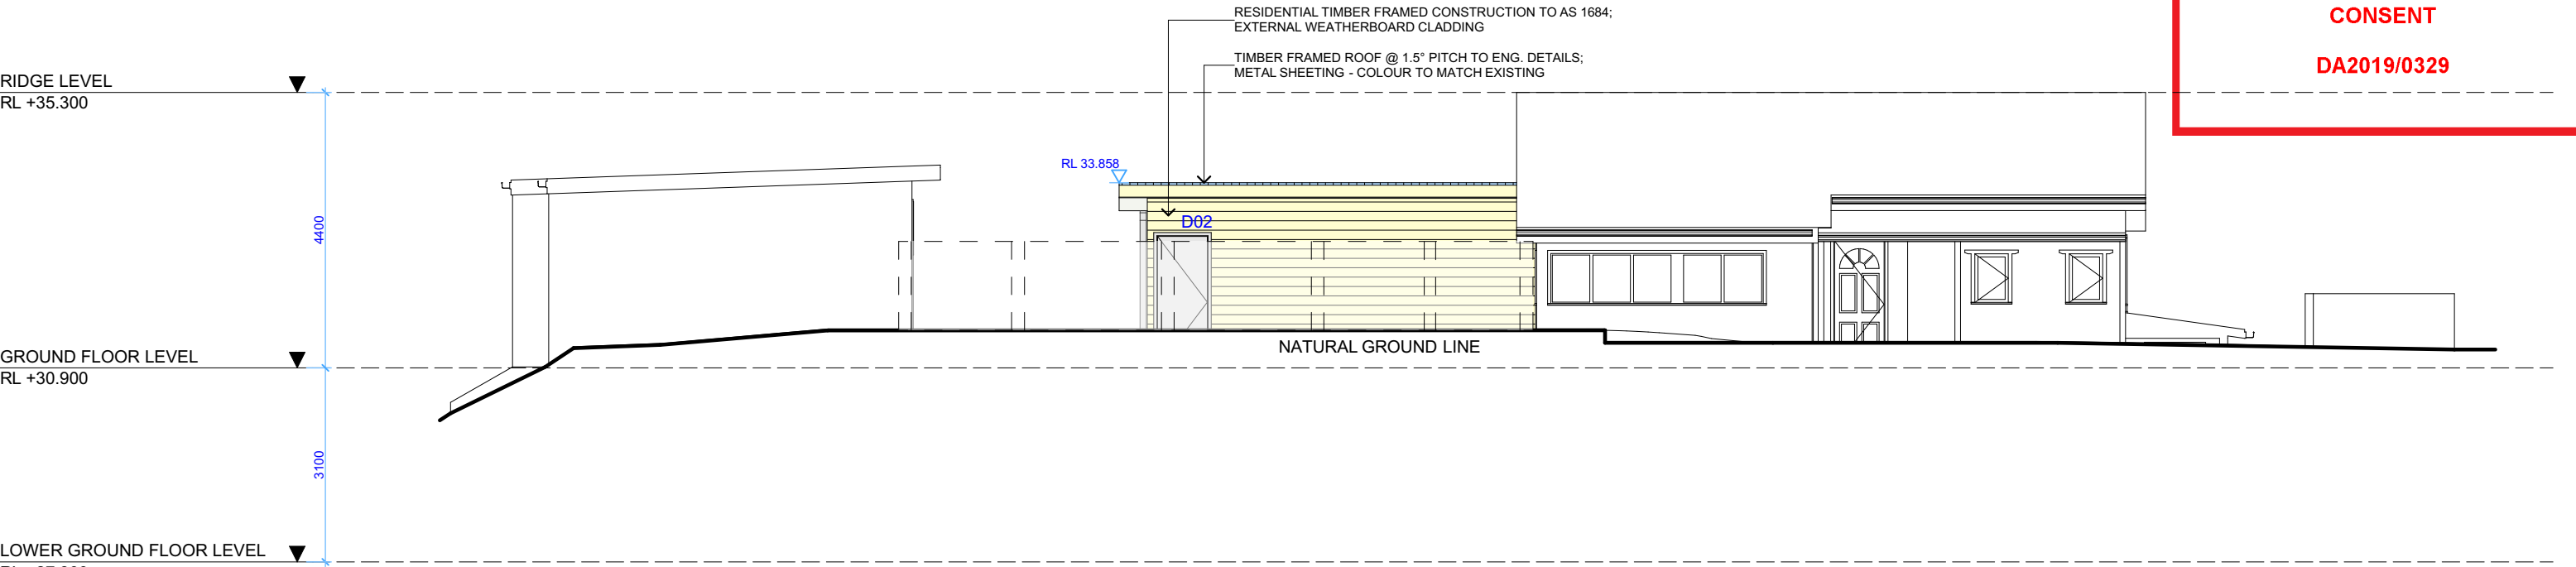 RESIDENTIAL TIMBER FRAMED CONSTRUCTION TO AS 1684;
EXTERNAL WEATHERBOARD CLADDING
TIMBER FRAMED ROOF @ 1.5° PITCH TO ENG. DETAILS;
METAL SHEETING - COLOUR TO MATCH EXISTING
CONSENT
DA2019/0329
RIDGE LEVEL
RL +35.300
RL 33.858
4400
D02
NATURAL GROUND LINE
GROUND FLOOR LEVEL
RL +30.900
3100
LOWER GROUND FLOOR LEVEL